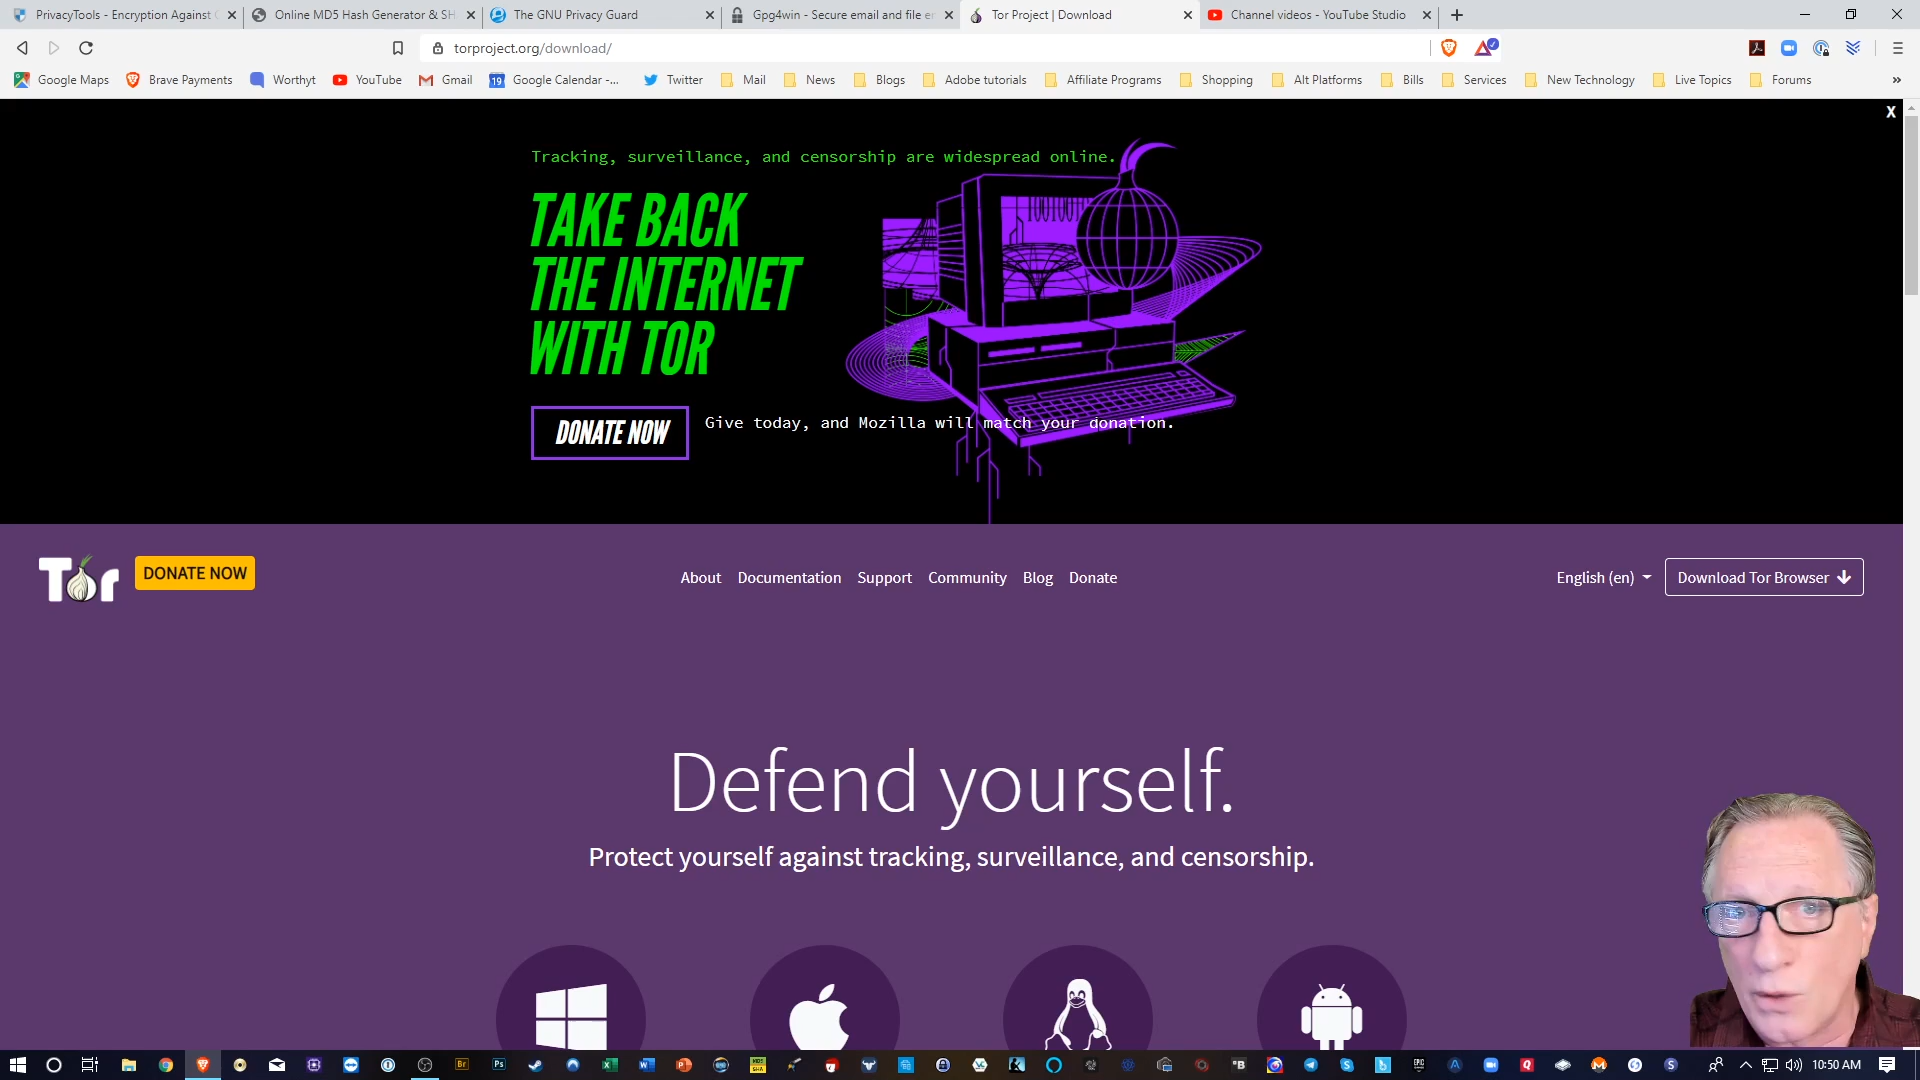 PrivacyTools - Encryption Against G
Online MD5 Hash Generator & SH
The GNU Privacy Guard
Gpg4win - Secure email and file en
Tor Project | Download
Channel videos - YouTube Studio
torproject.org/download/
Google Maps
Brave Payments
Worthyt
YouTube
Gmail
19
Google Calendar -...
Twitter
Mail
News
Blogs
Adobe tutorials
Affiliate Programs
Shopping
Alt Platforms
Bills
Services
New Technology
Live Topics
Forums
»
X
Tracking, surveillance, and censorship are widespread online.
TAKE BACK
THE INTERNET
WITH TOR
DONATE NOW
Give today, and Mozilla will match your donation.
Tor
DONATE NOW
About
Documentation
Support
Community
Blog
Donate
English (en)
Download Tor Browser
Defend yourself.
Protect yourself against tracking, surveillance, and censorship.
10:50 AM